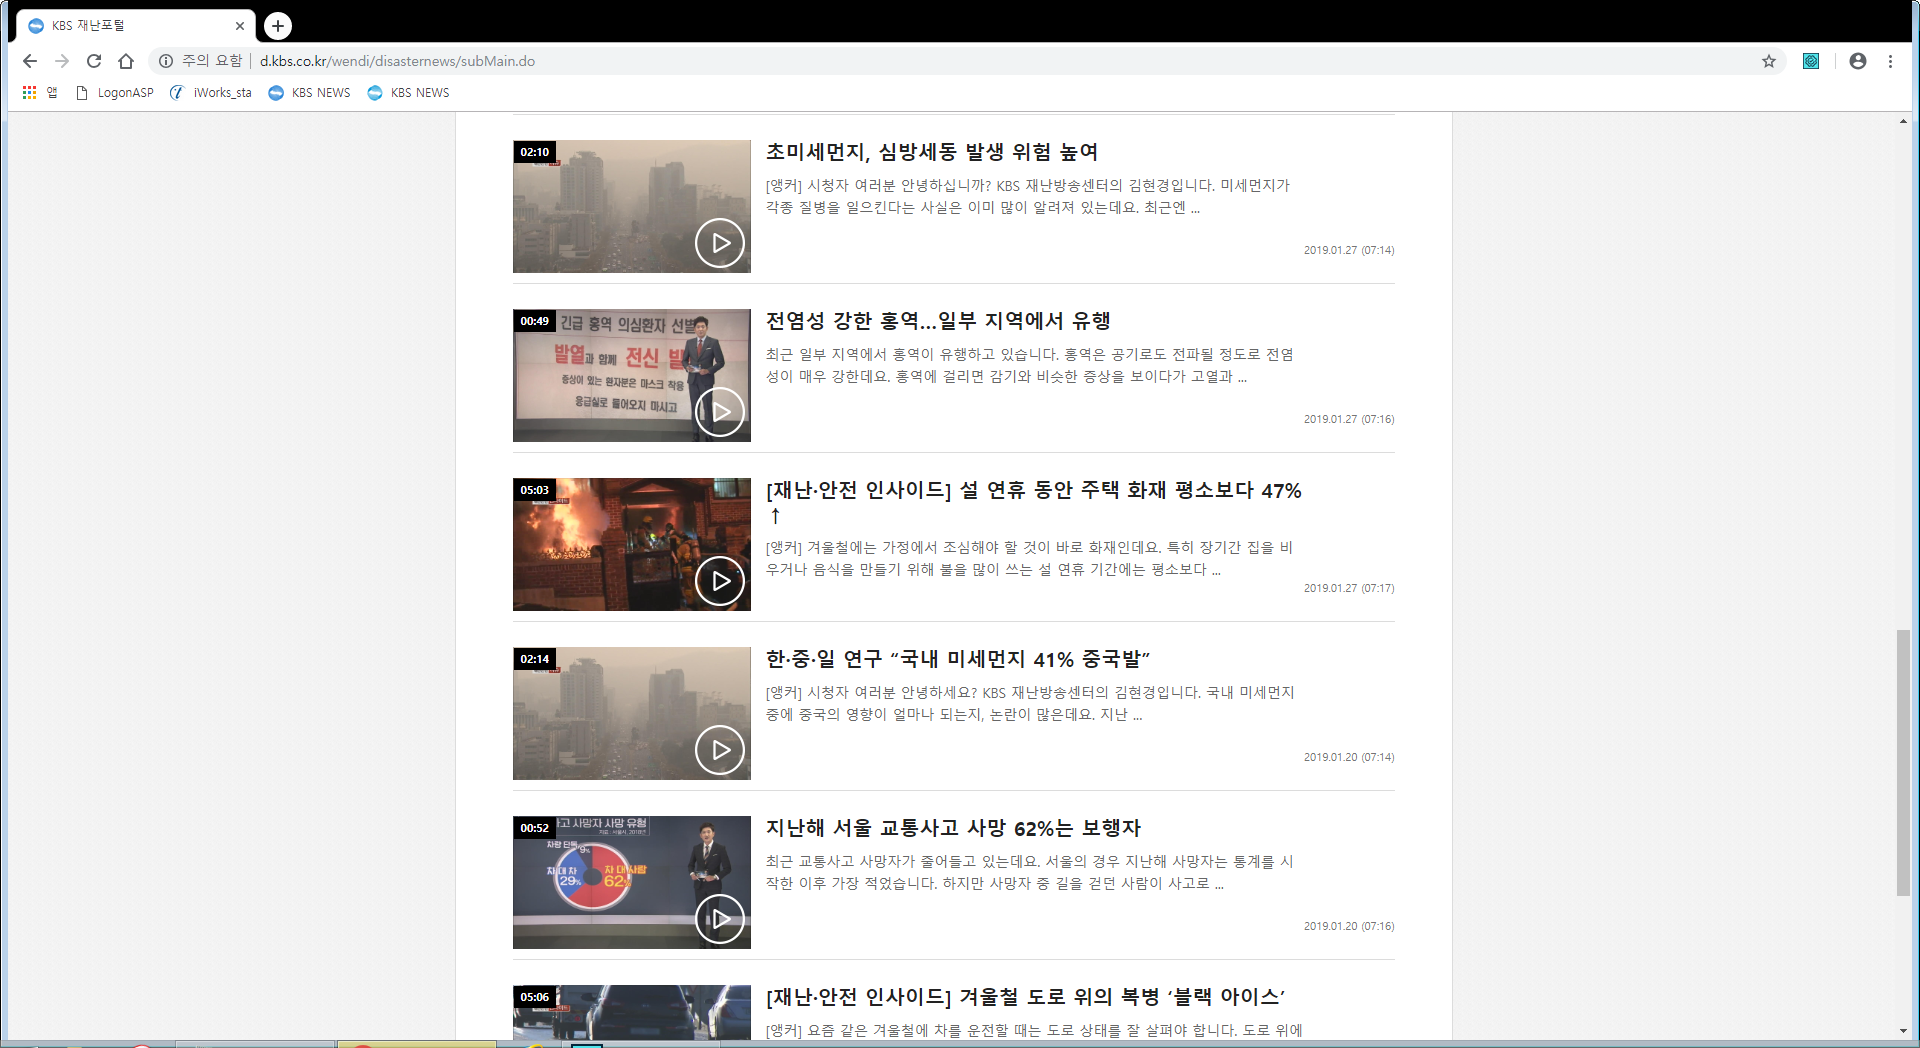 KBS 재난포털
주의 요함 | d.kbs.co.kr/wendi/disasternews/subMain.do
앱 LogonASP iWorks_sta KBS NEWS KBS NEWS
02:10
초미세먼지, 심방세동 발생 위험 높여
[앵커] 시청자 여러분 안녕하십니까? KBS 재난방송센터의 김현경입니다. 미세먼지가
각종 질병을 일으킨다는 사실은 이미 많이 알려져 있는데요. 최근엔 ...
2019.01.27 (07:14)
00:49
긴급 홍역 의심환자 선별
발열과 함께 전신 발
증상이 있는 환자분은 마스크 착용
응급실로 들어오지 마시고
전염성 강한 홍역...일부 지역에서 유행
최근 일부 지역에서 홍역이 유행하고 있습니다. 홍역은 공기로도 전파될 정도로 전염
성이 매우 강한데요. 홍역에 걸리면 감기와 비슷한 증상을 보이다가 고열과 ...
2019.01.27 (07:16)
05:03
[재난·안전 인사이드] 설 연휴 동안 주택 화재 평소보다 47%
↑
[앵커] 겨울철에는 가정에서 조심해야 할 것이 바로 화재인데요. 특히 장기간 집을 비
우거나 음식을 만들기 위해 불을 많이 쓰는 설 연휴 기간에는 평소보다 ...
2019.01.27 (07:17)
02:14
한·중·일 연구 “국내 미세먼지 41% 중국발”
[앵커] 시청자 여러분 안녕하세요? KBS 재난방송센터의 김현경입니다. 국내 미세먼지
중에 중국의 영향이 얼마나 되는지, 논란이 많은데요. 지난 ...
2019.01.20 (07:14)
00:52
사고 사망자 사망 유형
자료 : 서울시, 2018년
차량 단독 9%
차 대 차
29%
차 대 사람
62%
지난해 서울 교통사고 사망 62%는 보행자
최근 교통사고 사망자가 줄어들고 있는데요. 서울의 경우 지난해 사망자는 통계를 시
작한 이후 가장 적었습니다. 하지만 사망자 중 길을 걷던 사람이 사고로 ...
2019.01.20 (07:16)
05:06
[재난·안전 인사이드] 겨울철 도로 위의 복병 ‘블랙 아이스’
[앵커] 요즘 같은 겨울철에 차를 운전할 때는 도로 상태를 잘 살펴야 합니다. 도로 위에